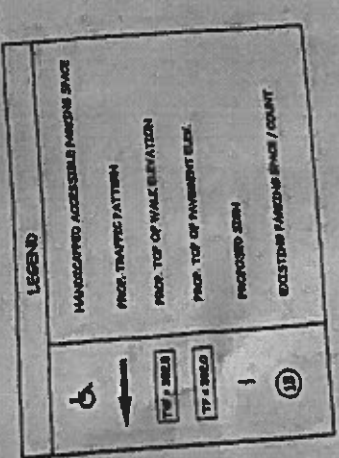 LEGEND
HANDICAPPED ACCESSIBLE PARKING SPACE
PROP. TRAFFIC PATTERN
PROP. TOP OF WALK ELEVATION
PROP. TOP OF PAVEMENT ELEV.
PROPOSED SIGN
EXISTING PARKING SPACE / COUNT